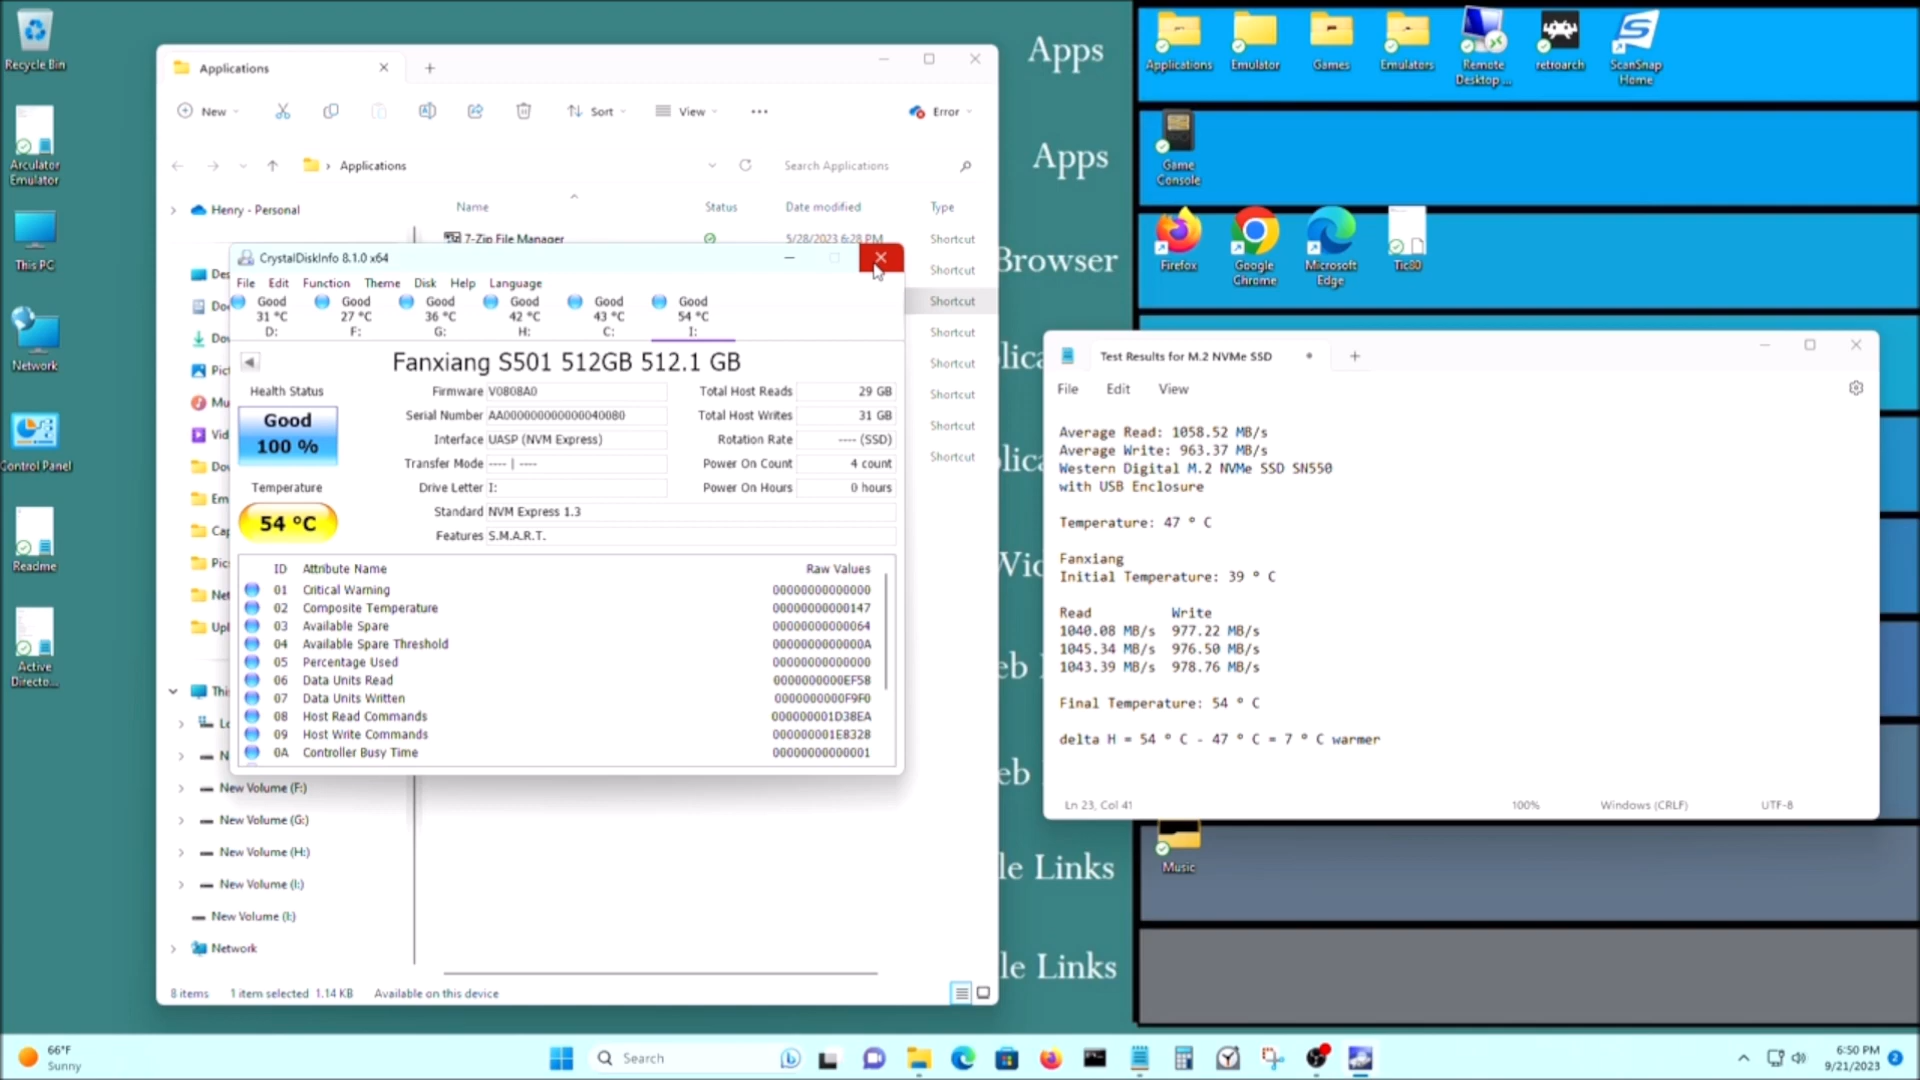 Recycle Bin
Arculator
Emulator
This PC
Network
Control Panel
Readme
Active
Directo...
Applications
New
Sort
View
Error
Applications
Search Applications
Henry - Personal
Name
Status
Date modified
Type
7-Zip File Manager
5/28/2023 6:28 PM
Shortcut
Shortcut
Shortcut
Shortcut
Shortcut
Shortcut
Shortcut
Shortcut
New Volume (F:)
New Volume (G:)
New Volume (H:)
New Volume (I:)
New Volume (I:)
Network
8 items
1 item selected 1.14 KB
Available on this device
CrystalDiskInfo 8.1.0 x64
File Edit Function Theme Disk Help Language
Good Good Good Good Good Good
31 °C 27 °C 36 °C 42 °C 43 °C 54 °C
D: F: G: H: C: I:
Fanxiang S501 512GB 512.1 GB
Health Status
Good
100 %
Temperature
54 °C
Firmware V0808A0
Serial Number AA000000000000040080
Interface UASP (NVM Express)
Transfer Mode ---- | ----
Drive Letter I:
Standard NVM Express 1.3
Features S.M.A.R.T.
Total Host Reads 29 GB
Total Host Writes 31 GB
Rotation Rate ---- (SSD)
Power On Count 4 count
Power On Hours 0 hours
ID Attribute Name Raw Values
01 Critical Warning 00000000000000
02 Composite Temperature 00000000000147
03 Available Spare 00000000000064
04 Available Spare Threshold 0000000000000A
05 Percentage Used 00000000000000
06 Data Units Read 0000000000EF58
07 Data Units Written 0000000000F9F0
08 Host Read Commands 000000001D38EA
09 Host Write Commands 000000001E8328
0A Controller Busy Time 00000000000001
Apps
Apps
Browser
le Links
le Links
Applications
Emulator
Games
Emulators
Remote
Desktop ...
retroarch
ScanSnap
Home
Game
Console
Firefox
Google
Chrome
Microsoft
Edge
Tic80
Music
Test Results for M.2 NVMe SSD
File Edit View
Average Read: 1058.52 MB/s
Average Write: 963.37 MB/s
Western Digital M.2 NVMe SSD SN550
with USB Enclosure
Temperature: 47 ° C
Fanxiang
Initial Temperature: 39 ° C
Read Write
1040.08 MB/s 977.22 MB/s
1045.34 MB/s 976.50 MB/s
1043.39 MB/s 978.76 MB/s
Final Temperature: 54 ° C
delta H = 54 ° C - 47 ° C = 7 ° C warmer
Ln 23, Col 41
100%
Windows (CRLF)
UTF-8
66°F
Sunny
Search
6:50 PM
9/21/2023
2